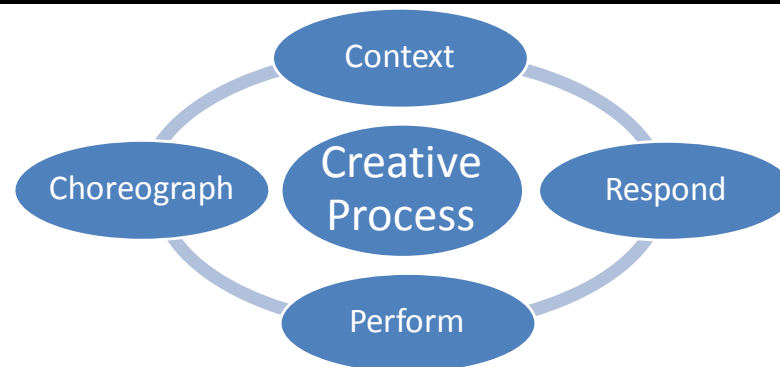 Context
Choreograph
Creative
Process
Respond
Perform